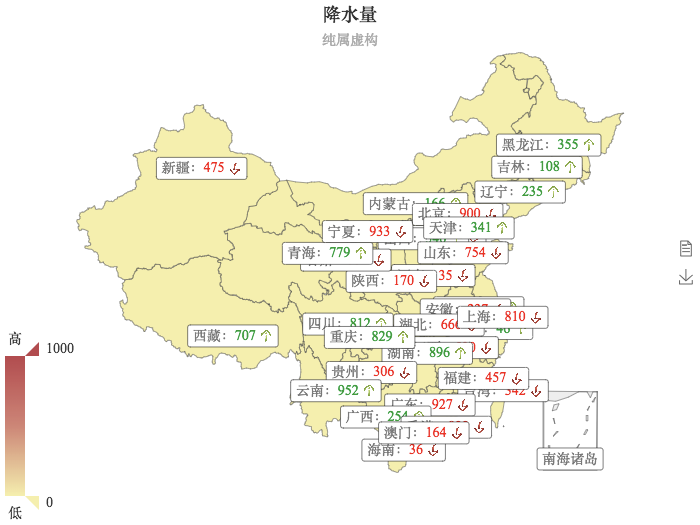 降水量
纯属虚构
黑龙江: 355
吉林: 108
新疆: 475
辽宁: 235
内蒙古: 166
北京: 900
天津: 341
宁夏: 933
青海: 779
山东: 754
陕西: 170
安徽:
上海: 810
四川: 812
湖北: 666
西藏: 707
重庆: 829
湖南: 896
贵州: 306
福建: 457
云南: 952
台湾: 342
广东: 927
广西: 254
澳门: 164
海南: 36
南海诸岛
高
1000
0
低